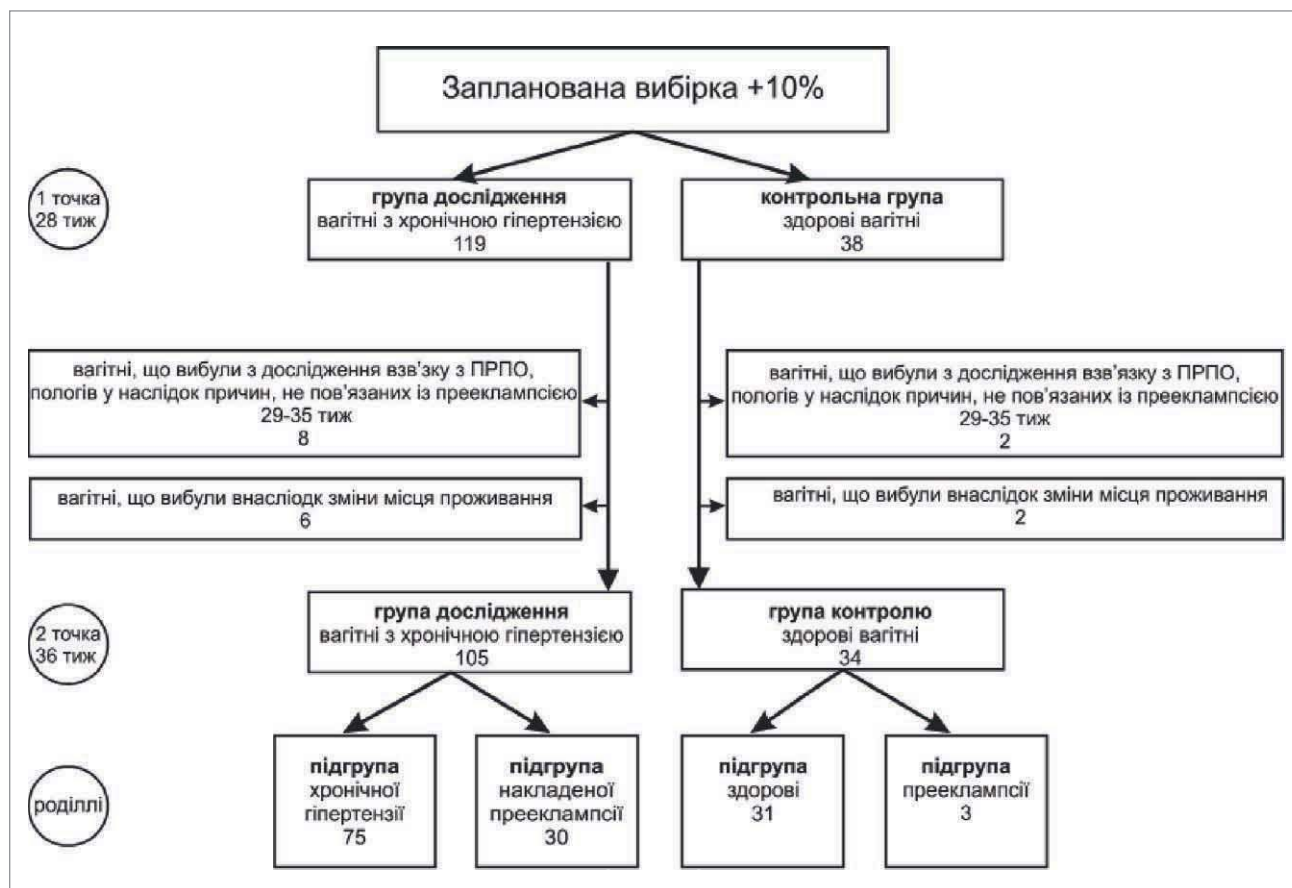 Запланована вибірка +10%
1 точка
28 тиж
група дослідження
вагітні з хронічною гіпертензією
119
контрольна група
здорові вагітні
38
вагітні, що вибули з дослідження взв'зку з ПРПО,
пологів у наслідок причин, не пов'язаних із прееклампсією
29-35 тиж
8
вагітні, що вибули з дослідження взв'язку з ПРПО,
пологів у наслідок причин, не пов'язаних із прееклампсією
29-35 тиж
2
вагітні, що вибули внасліодк зміни місця проживання
6
вагітні, що вибули внаслідок зміни місця проживання
2
2 точка
36 тиж
група дослідження
вагітні з хронічною гіпертензією
105
група контролю
здорові вагітні
34
роділлі
підгрупа
хронічної
гіпертензії
75
підгрупа
накладеної
прееклампсії
30
підгрупа
здорові
31
підгрупа
прееклампсії
3